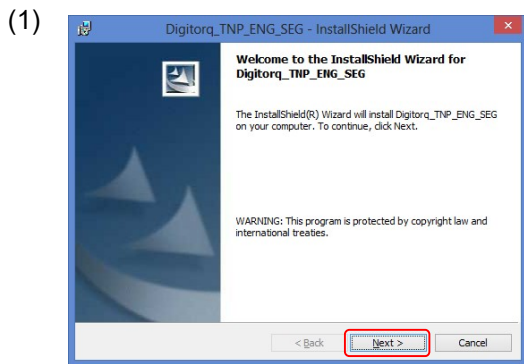 (1)
Digitorq_TNP_ENG_SEG - InstallShield Wizard
Welcome to the InstallShield Wizard for
Digitorq_TNP_ENG_SEG
The InstallShield(R) Wizard will install Digitorq_TNP_ENG_SEG
on your computer. To continue, click Next.
WARNING: This program is protected by copyright law and
international treaties.
< Back Next > Cancel